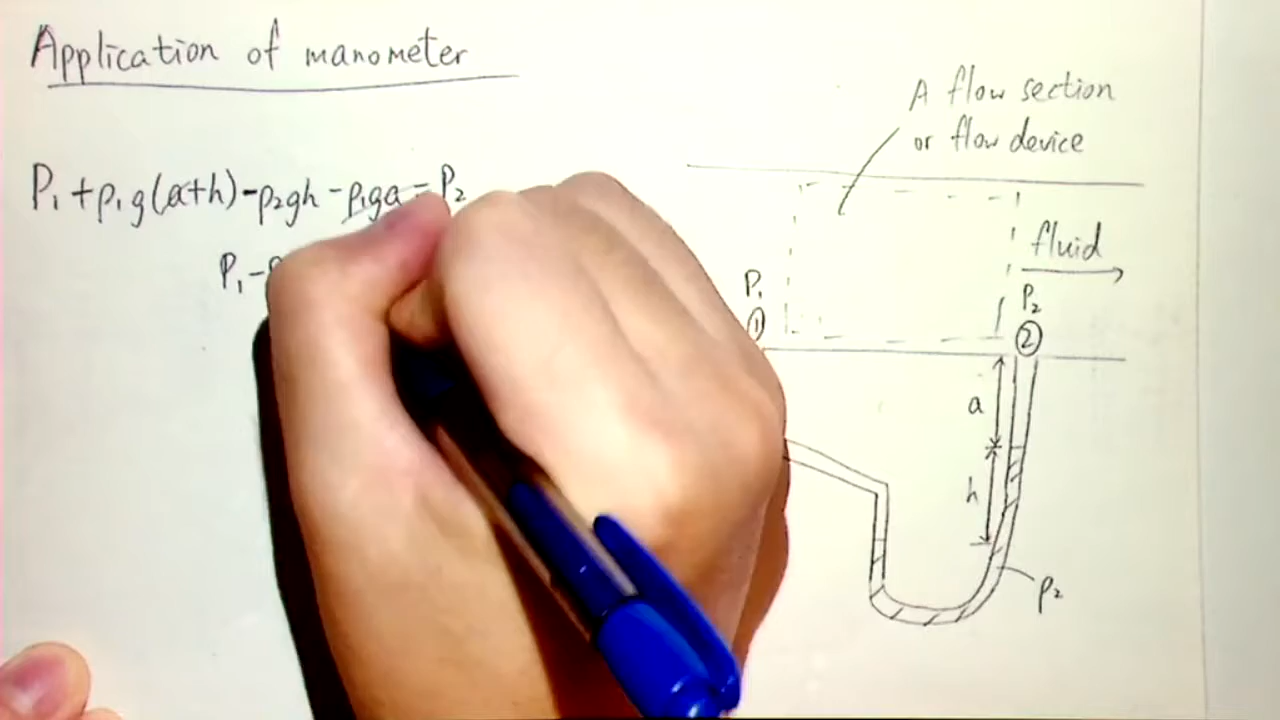 Application of manometer
A flow section
or flow device
P₁ + ρ₁g(a+h) - ρ₂gh - ρ₁ga = P₂
fluid
P₁ -
P₁
①
P₂
②
a
h
ρ₂